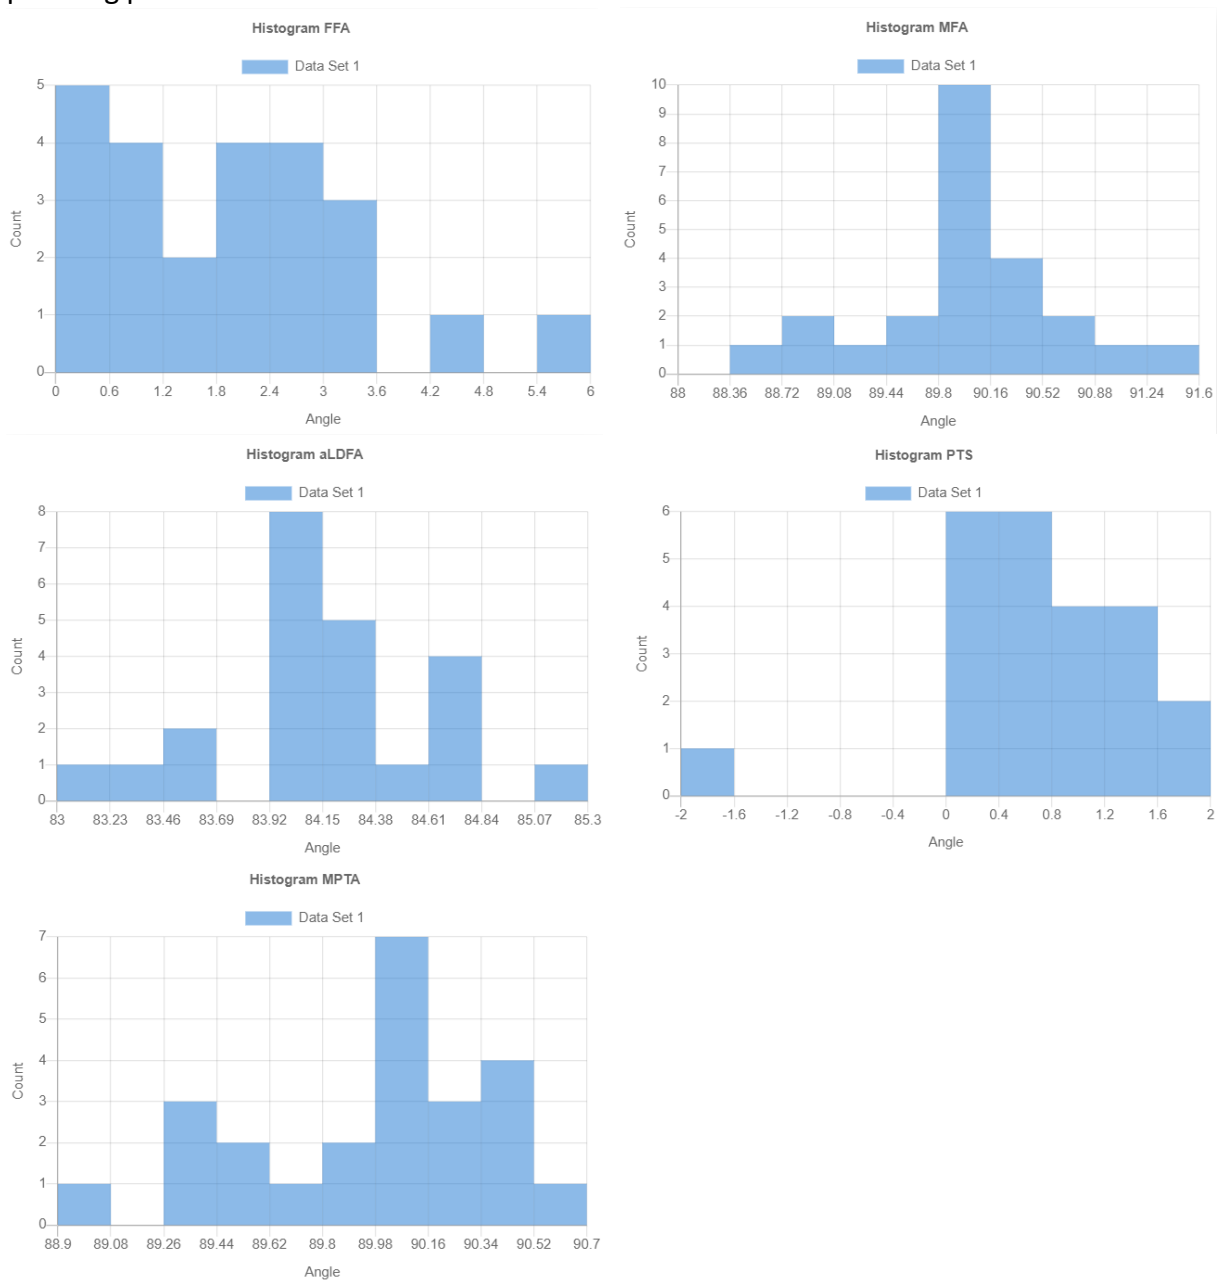 Histogram FFA
Data Set 1
5
4
3
2
1
0
Count
0 0.6 1.2 1.8 2.4 3 3.6 4.2 4.8 5.4 6
Angle
Histogram MFA
Data Set 1
10
9
8
7
6
5
4
3
2
1
0
Count
88 88.36 88.72 89.08 89.44 89.8 90.16 90.52 90.88 91.24 91.6
Angle
Histogram aLDFA
Data Set 1
8
7
6
5
4
3
2
1
0
Count
83 83.23 83.46 83.69 83.92 84.15 84.38 84.61 84.84 85.07 85.3
Angle
Histogram PTS
Data Set 1
6
5
4
3
2
1
0
Count
-2 -1.6 -1.2 -0.8 -0.4 0 0.4 0.8 1.2 1.6 2
Angle
Histogram MPTA
Data Set 1
7
6
5
4
3
2
1
0
Count
88.9 89.08 89.26 89.44 89.62 89.8 89.98 90.16 90.34 90.52 90.7
Angle